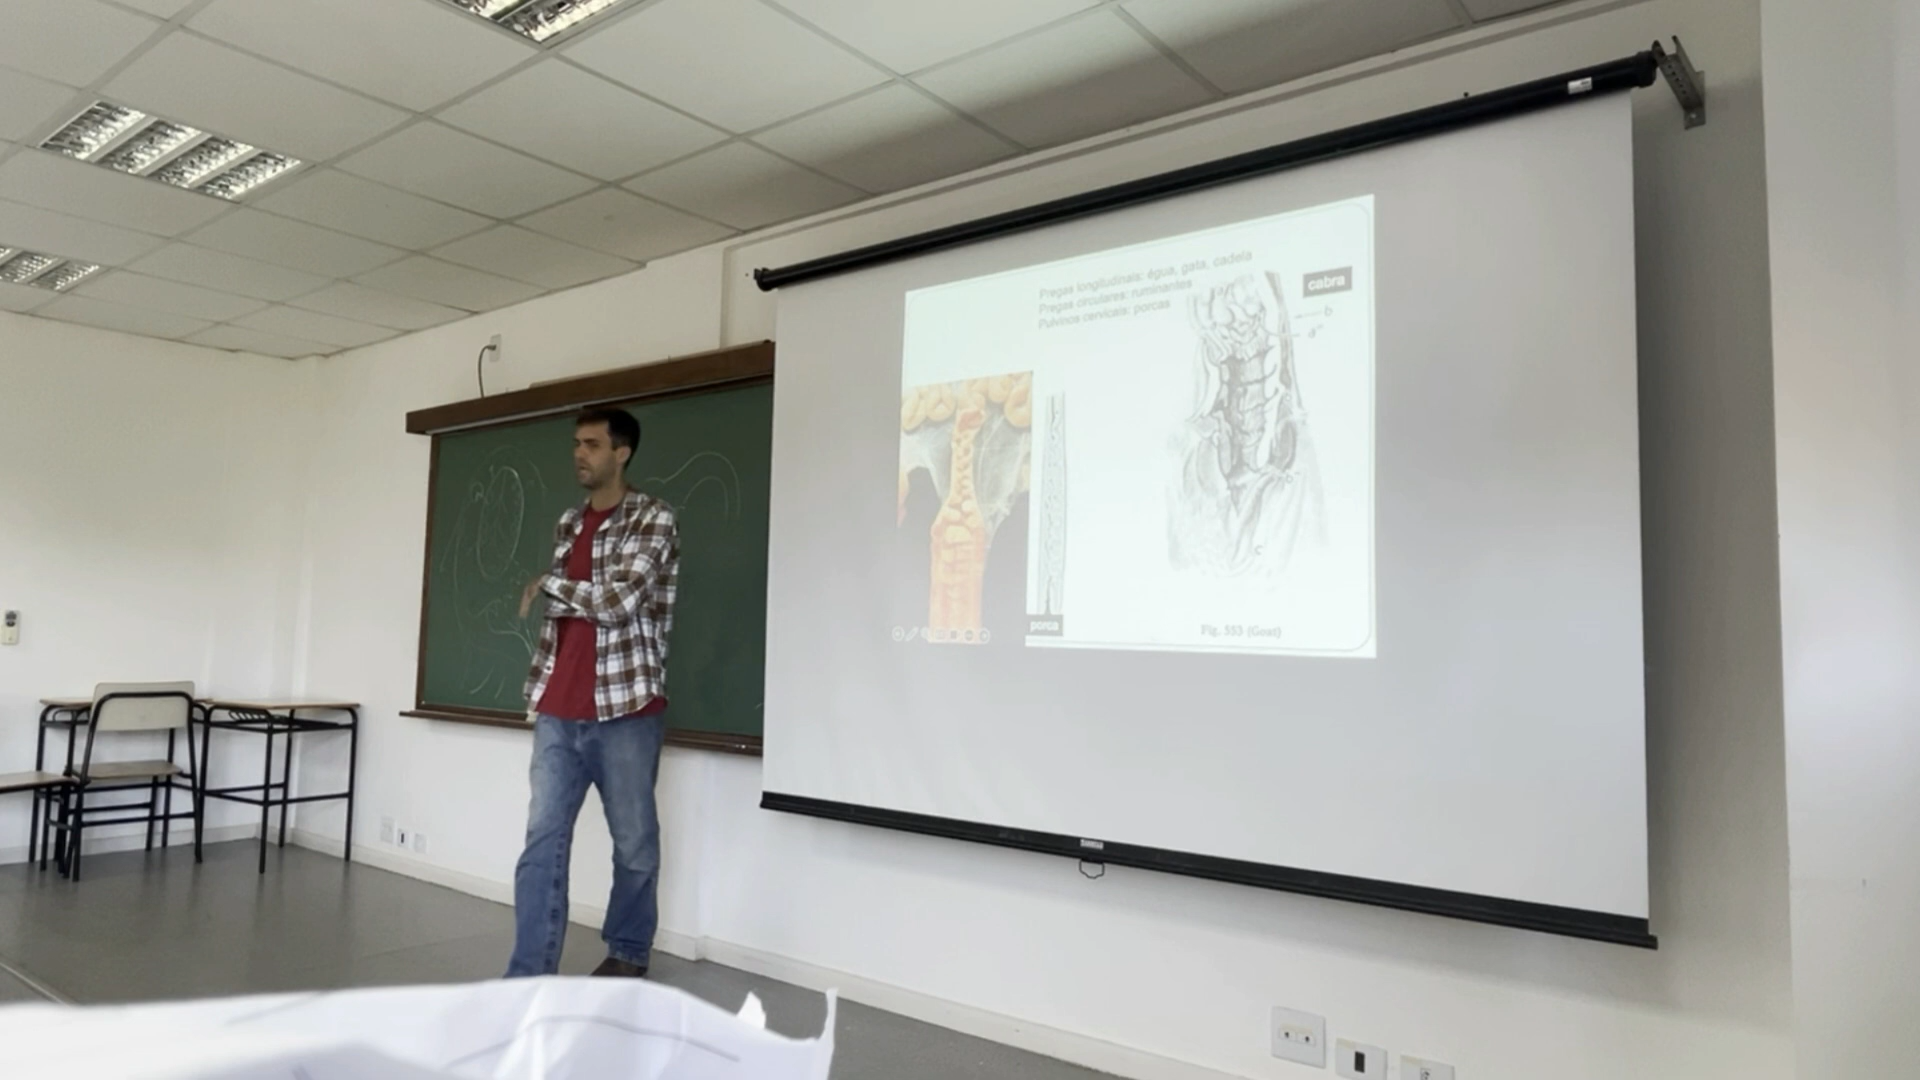 Pregas longitudinais: égua, gata, cadela
Pregas circulares: ruminantes
Pulvinos cervicais: porcas
cabra
b
a"
c
porca
Fig. 553 (Goat)